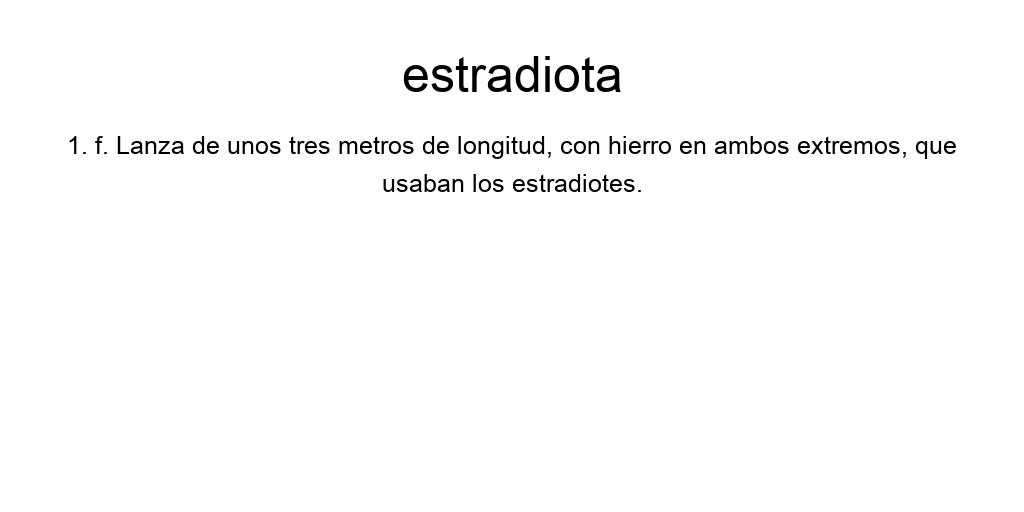 estradiota
1. f. Lanza de unos tres metros de longitud, con hierro en ambos extremos, que
usaban los estradiotes.